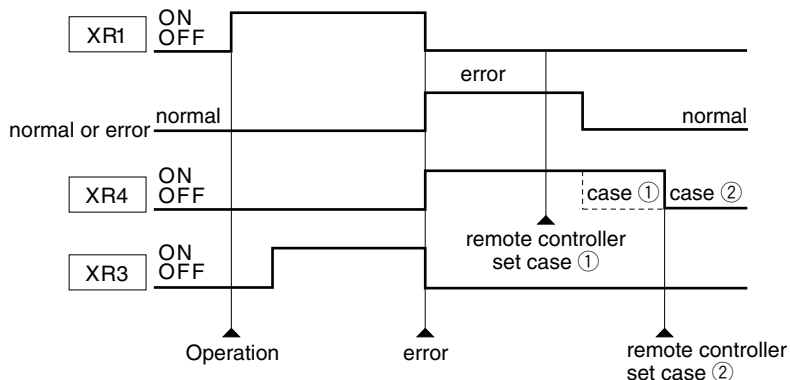 XR1
ON
OFF
error
normal or error
normal
normal
XR4
ON
OFF
case ①
case ②
remote controller
set case ①
XR3
ON
OFF
Operation
error
remote controller
set case ②